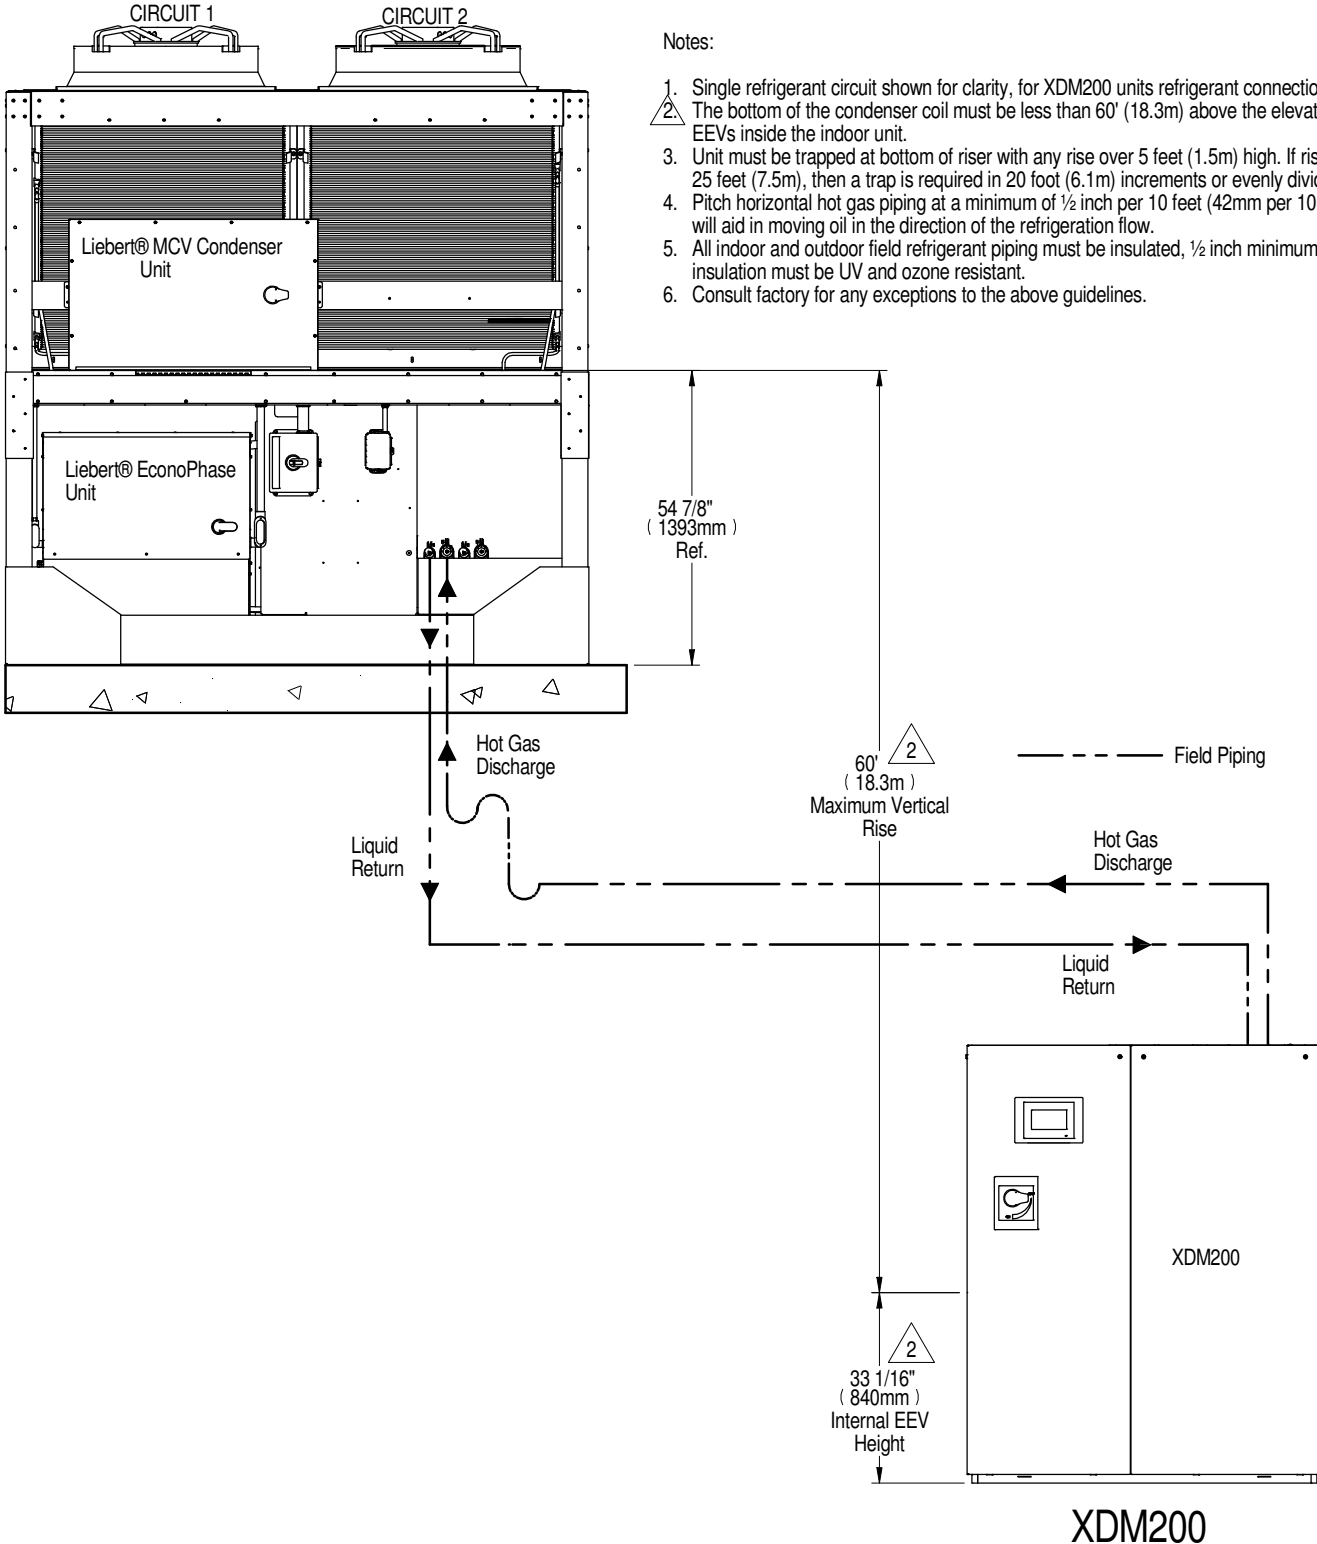 CIRCUIT 1
CIRCUIT 2
Notes:
1. Single refrigerant circuit shown for clarity, for XDM200 units refrigerant connectio
2. The bottom of the condenser coil must be less than 60' (18.3m) above the elevat
EEVs inside the indoor unit.
3. Unit must be trapped at bottom of riser with any rise over 5 feet (1.5m) high. If ris
25 feet (7.5m), then a trap is required in 20 foot (6.1m) increments or evenly divid
4. Pitch horizontal hot gas piping at a minimum of ½ inch per 10 feet (42mm per 10
will aid in moving oil in the direction of the refrigeration flow.
5. All indoor and outdoor field refrigerant piping must be insulated, ½ inch minimum
insulation must be UV and ozone resistant.
6. Consult factory for any exceptions to the above guidelines.
Liebert® MCV Condenser
Unit
Liebert® EconoPhase
Unit
54 7/8"
( 1393mm )
Ref.
Hot Gas
Discharge
Liquid
Return
2
60'
( 18.3m )
Maximum Vertical
Rise
Field Piping
Hot Gas
Discharge
Liquid
Return
XDM200
2
33 1/16"
( 840mm )
Internal EEV
Height
XDM200